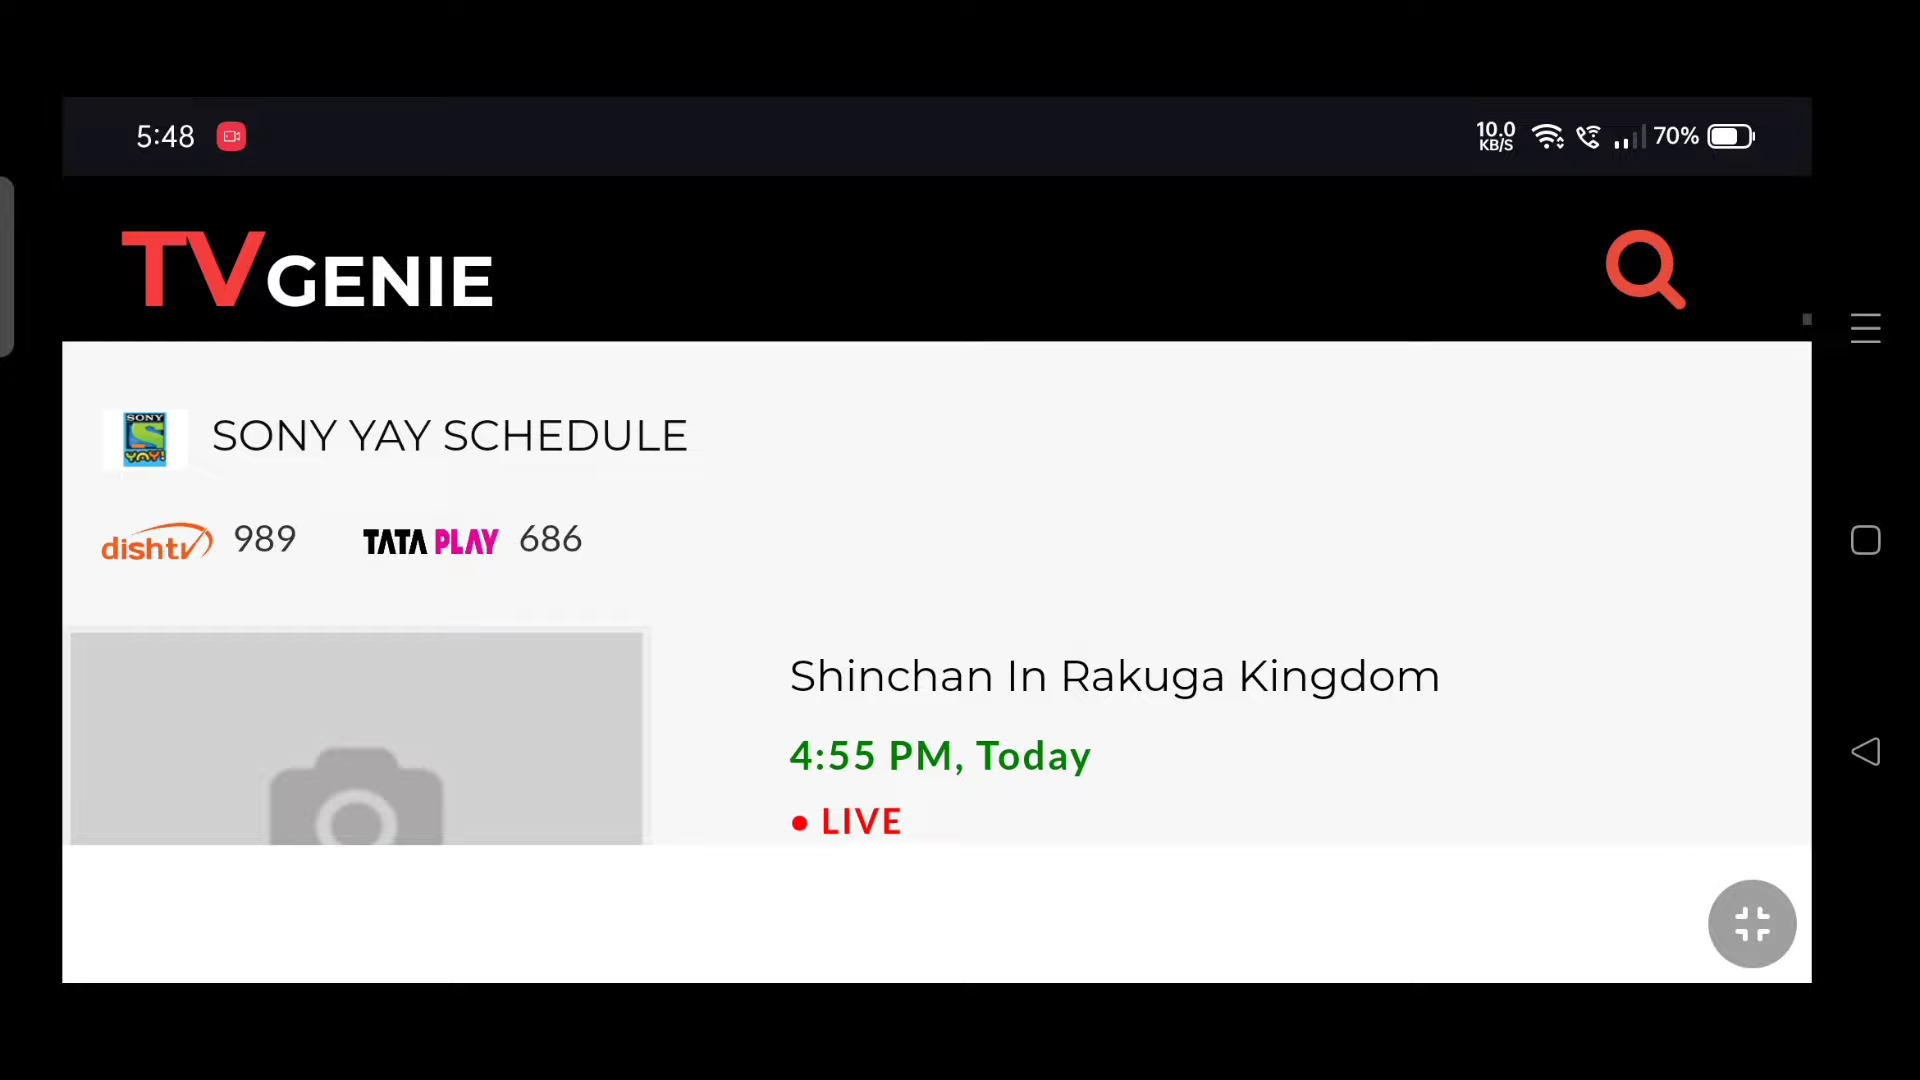 5:48
10.0
KB/S
70%
TVGENIE
SONY
YAY!
SONY YAY SCHEDULE
dishtv 989 TATA PLAY 686
Shinchan In Rakuga Kingdom
4:55 PM, Today
● LIVE